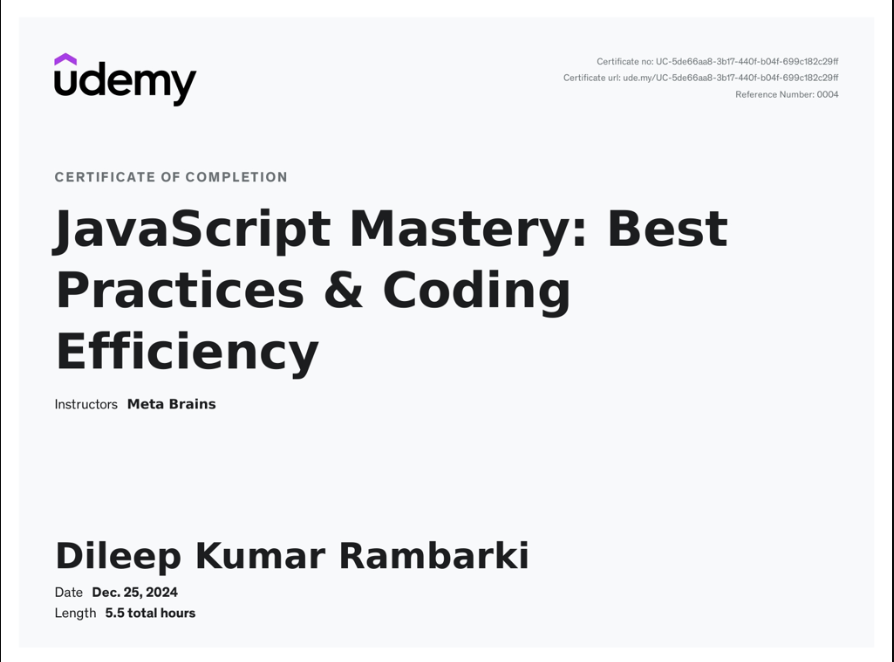 ûdemy
Certificate no: UC-5de66aa8-3b17-440f-b04f-699c182c29ff
Certificate url: ude.my/UC-5de66aa8-3b17-440f-b04f-699c182c29ff
Reference Number: 0004
CERTIFICATE OF COMPLETION
JavaScript Mastery: Best
Practices & Coding
Efficiency
Instructors Meta Brains
Dileep Kumar Rambarki
Date Dec. 25, 2024
Length 5.5 total hours